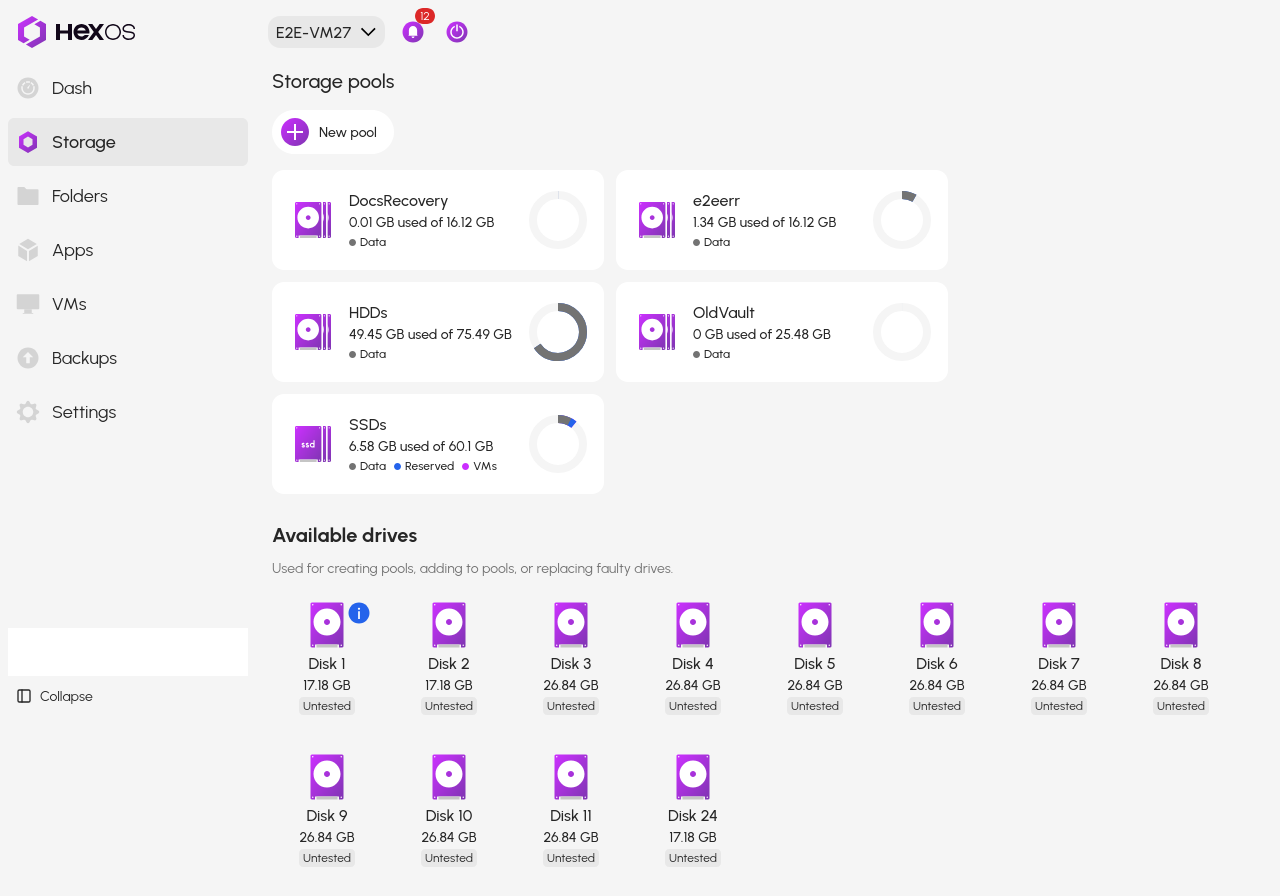 HexOS
E2E-VM27
12
Dash
Storage
Folders
Apps
VMs
Backups
Settings
Collapse
Storage pools
New pool
DocsRecovery
0.01 GB used of 16.12 GB
Data
e2eerr
1.34 GB used of 16.12 GB
Data
HDDs
49.45 GB used of 75.49 GB
Data
OldVault
0 GB used of 25.48 GB
Data
ssd
SSDs
6.58 GB used of 60.1 GB
Data Reserved VMs
Available drives
Used for creating pools, adding to pools, or replacing faulty drives.
i
Disk 1
17.18 GB
Untested
Disk 2
17.18 GB
Untested
Disk 3
26.84 GB
Untested
Disk 4
26.84 GB
Untested
Disk 5
26.84 GB
Untested
Disk 6
26.84 GB
Untested
Disk 7
26.84 GB
Untested
Disk 8
26.84 GB
Untested
Disk 9
26.84 GB
Untested
Disk 10
26.84 GB
Untested
Disk 11
26.84 GB
Untested
Disk 24
17.18 GB
Untested